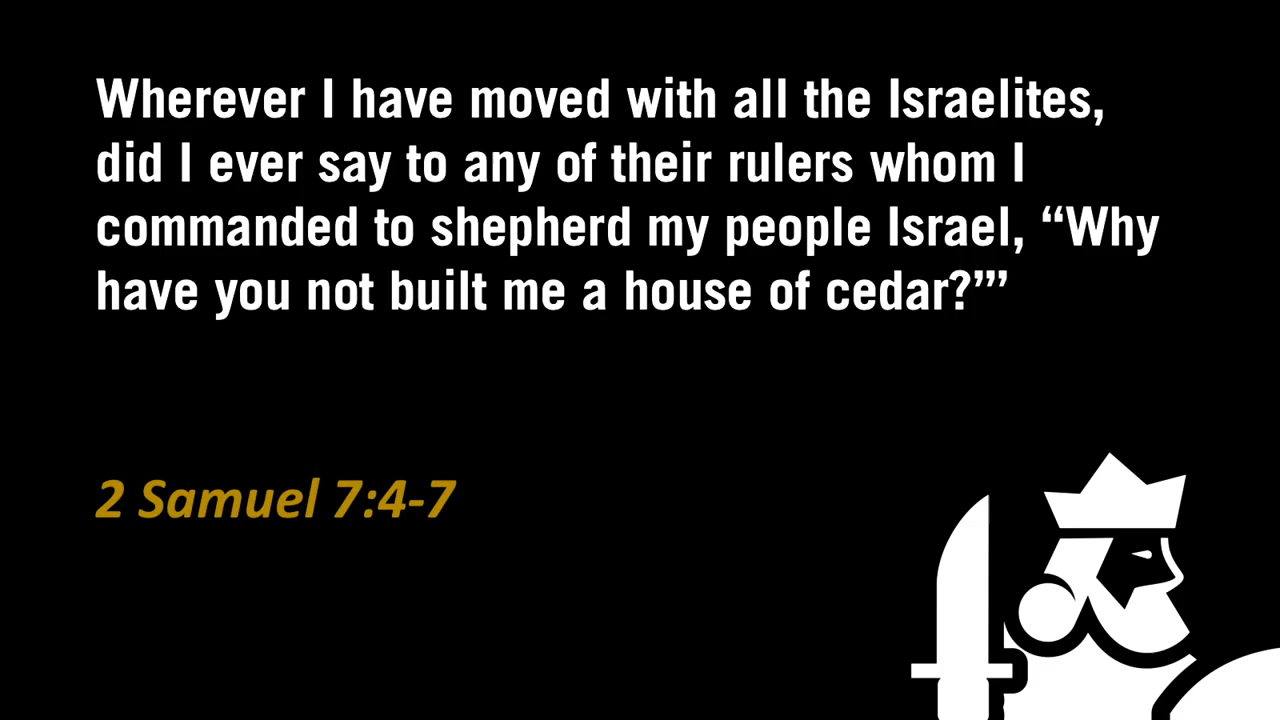 Wherever I have moved with all the Israelites,
did I ever say to any of their rulers whom I
commanded to shepherd my people Israel, “Why
have you not built me a house of cedar?”’”
2 Samuel 7:4-7